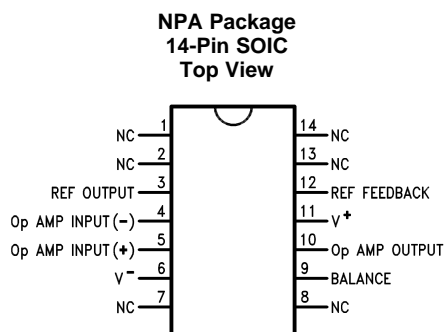 NPA Package
14-Pin SOIC
Top View
NC 1 14 NC
NC 2 13 NC
REF OUTPUT 3 12 REF FEEDBACK
Op AMP INPUT (−) 4 11 V+
Op AMP INPUT (+) 5 10 Op AMP OUTPUT
V− 6 9 BALANCE
NC 7 8 NC